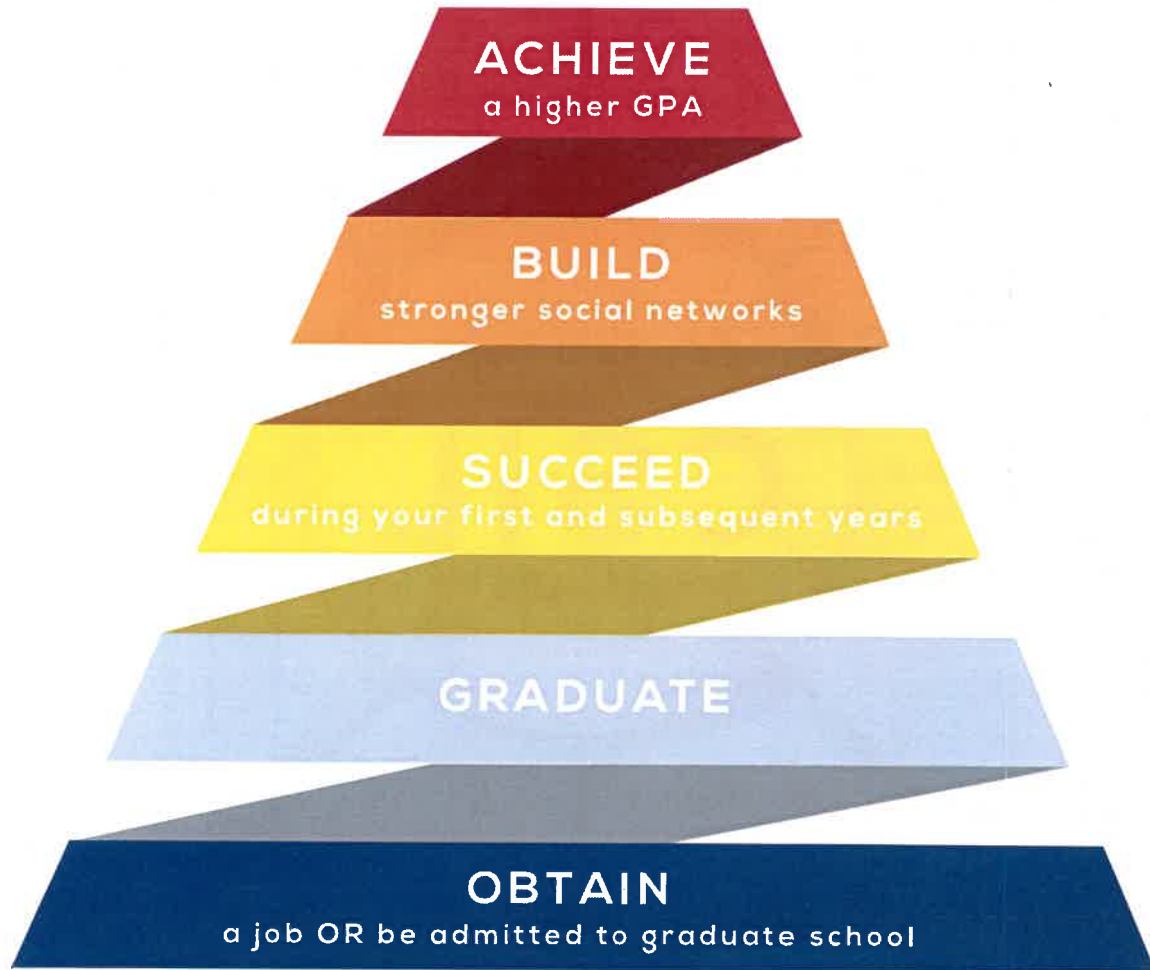 ACHIEVE
a higher GPA
BUILD
stronger social networks
SUCCEED
during your first and subsequent years
GRADUATE
OBTAIN
a job OR be admitted to graduate school